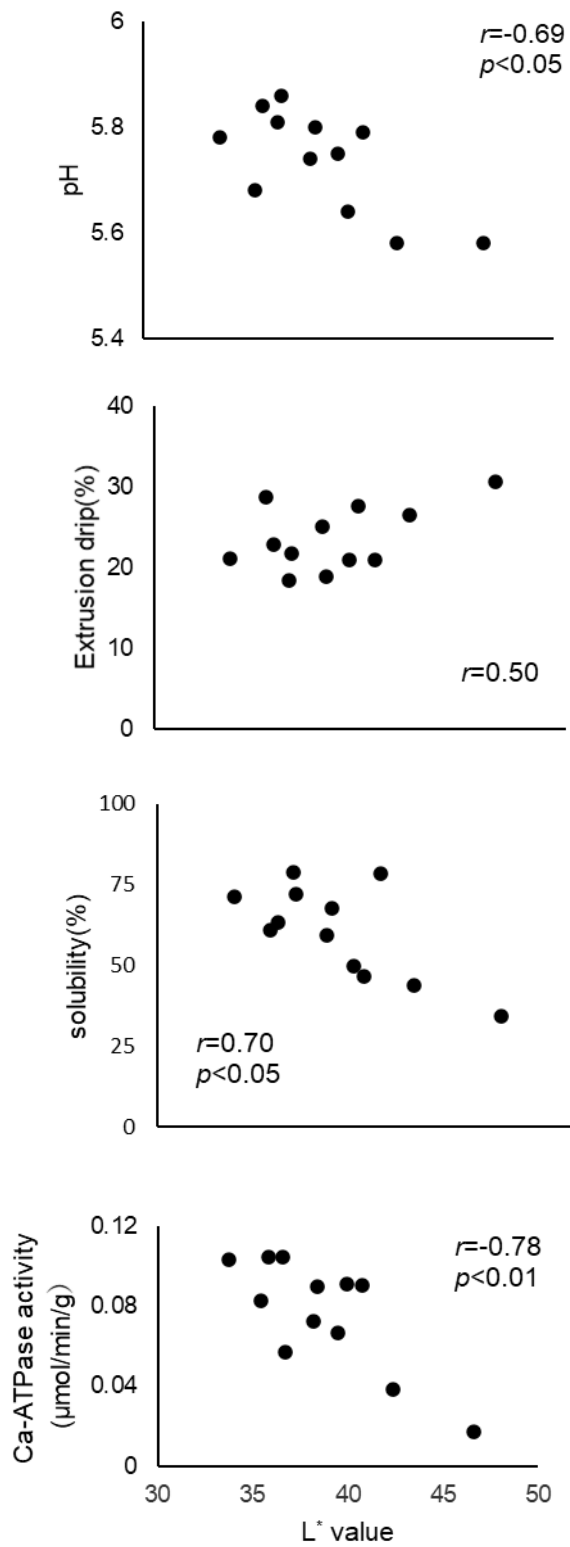 6
r=-0.69
p<0.05
5.8
pH
5.6
5.4
40
30
Extrusion drip(%)
20
10
r=0.50
0
100
75
solubility(%)
50
25
r=0.70
p<0.05
0
0.12
r=-0.78
p<0.01
Ca-ATPase activity
(μmol/min/g)
0.08
0.04
0
30 35 40 45 50
L* value